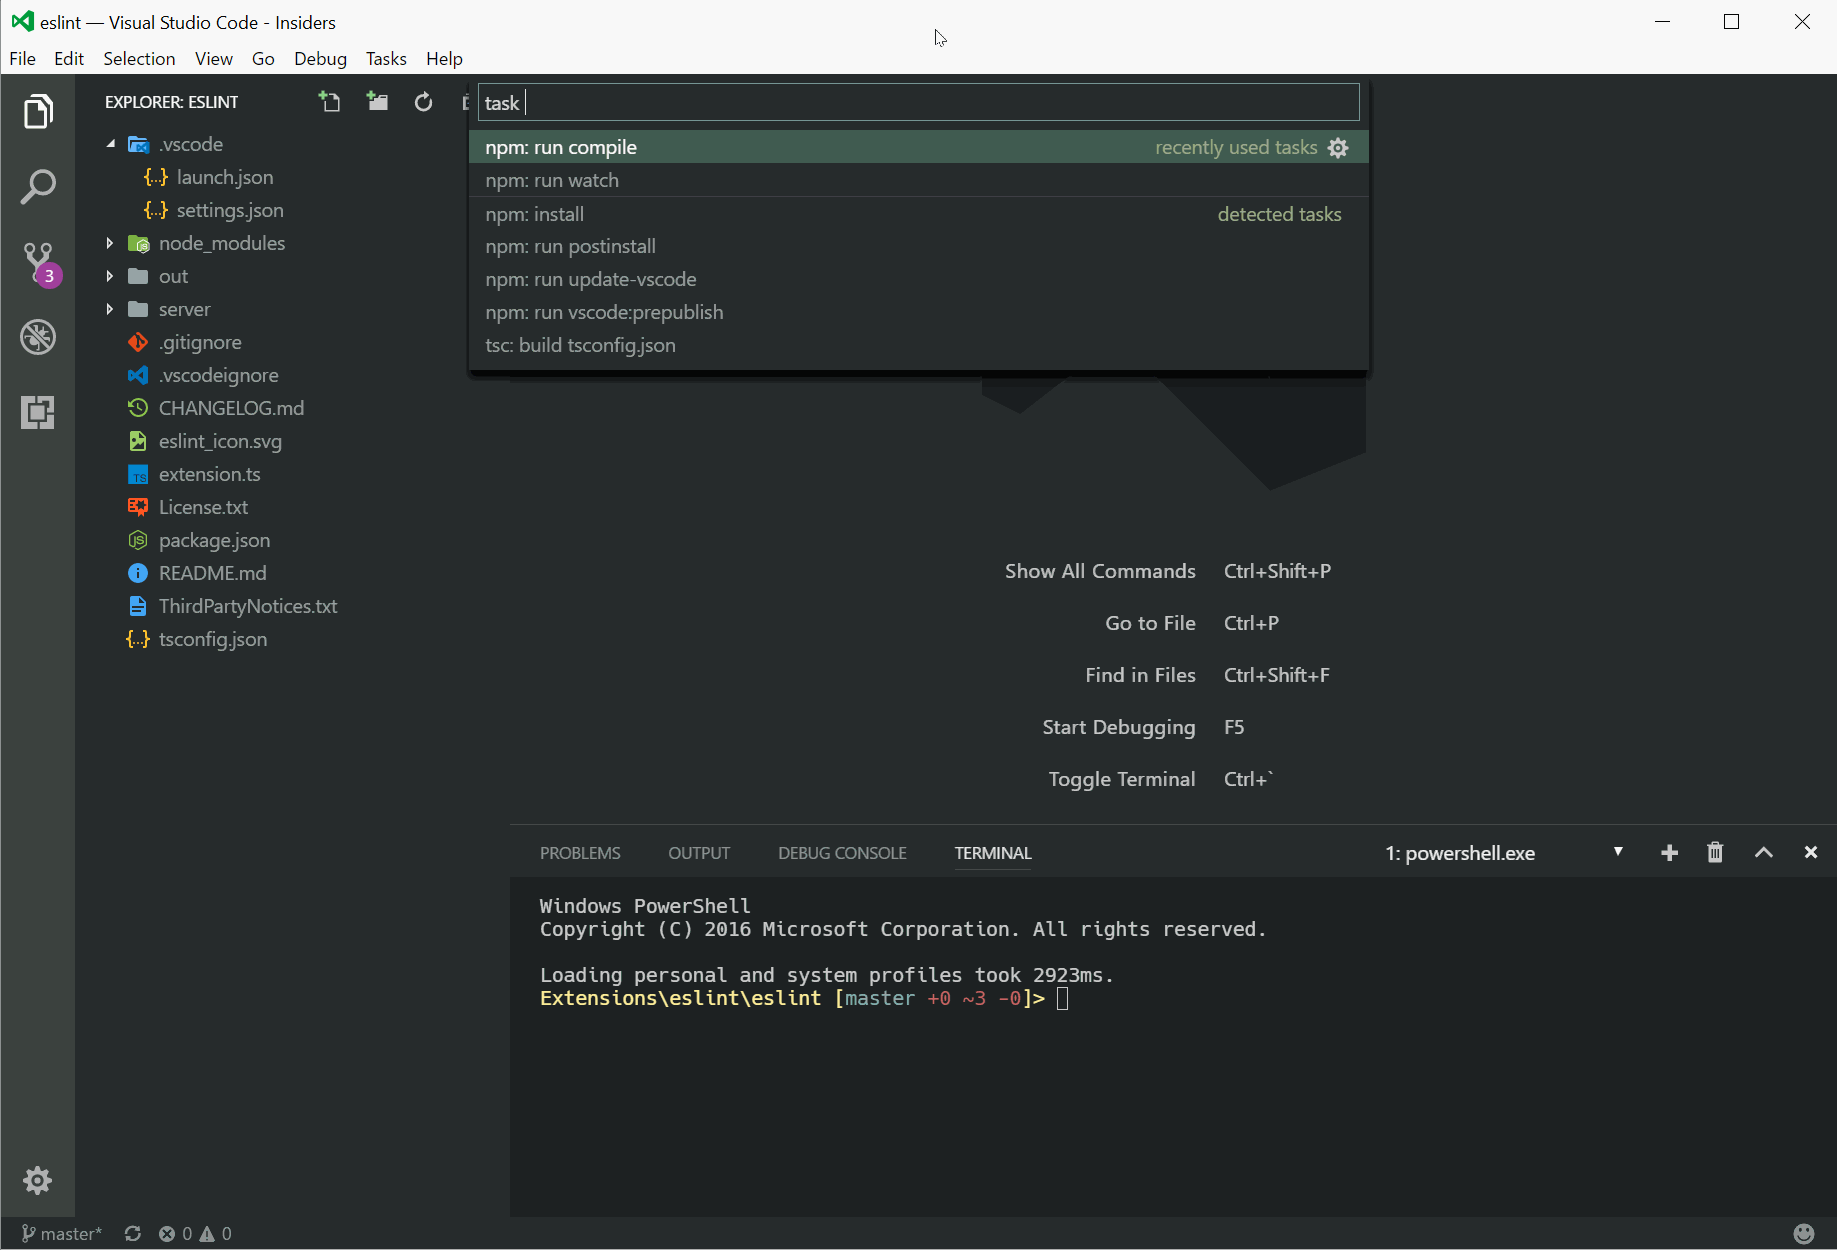 eslint — Visual Studio Code - Insiders
File Edit Selection View Go Debug Tasks Help
EXPLORER: ESLINT
.vscode
launch.json
settings.json
node_modules
out
server
.gitignore
.vscodeignore
CHANGELOG.md
eslint_icon.svg
TS extension.ts
License.txt
JS package.json
README.md
ThirdPartyNotices.txt
tsconfig.json
3
task
npm: run compile recently used tasks
npm: run watch
npm: install detected tasks
npm: run postinstall
npm: run update-vscode
npm: run vscode:prepublish
tsc: build tsconfig.json
Show All Commands Ctrl+Shift+P
Go to File Ctrl+P
Find in Files Ctrl+Shift+F
Start Debugging F5
Toggle Terminal Ctrl+`
PROBLEMS OUTPUT DEBUG CONSOLE TERMINAL 1: powershell.exe
Windows PowerShell
Copyright (C) 2016 Microsoft Corporation. All rights reserved.
Loading personal and system profiles took 2923ms.
Extensions\eslint\eslint [master +0 ~3 -0]>
master* 0 0